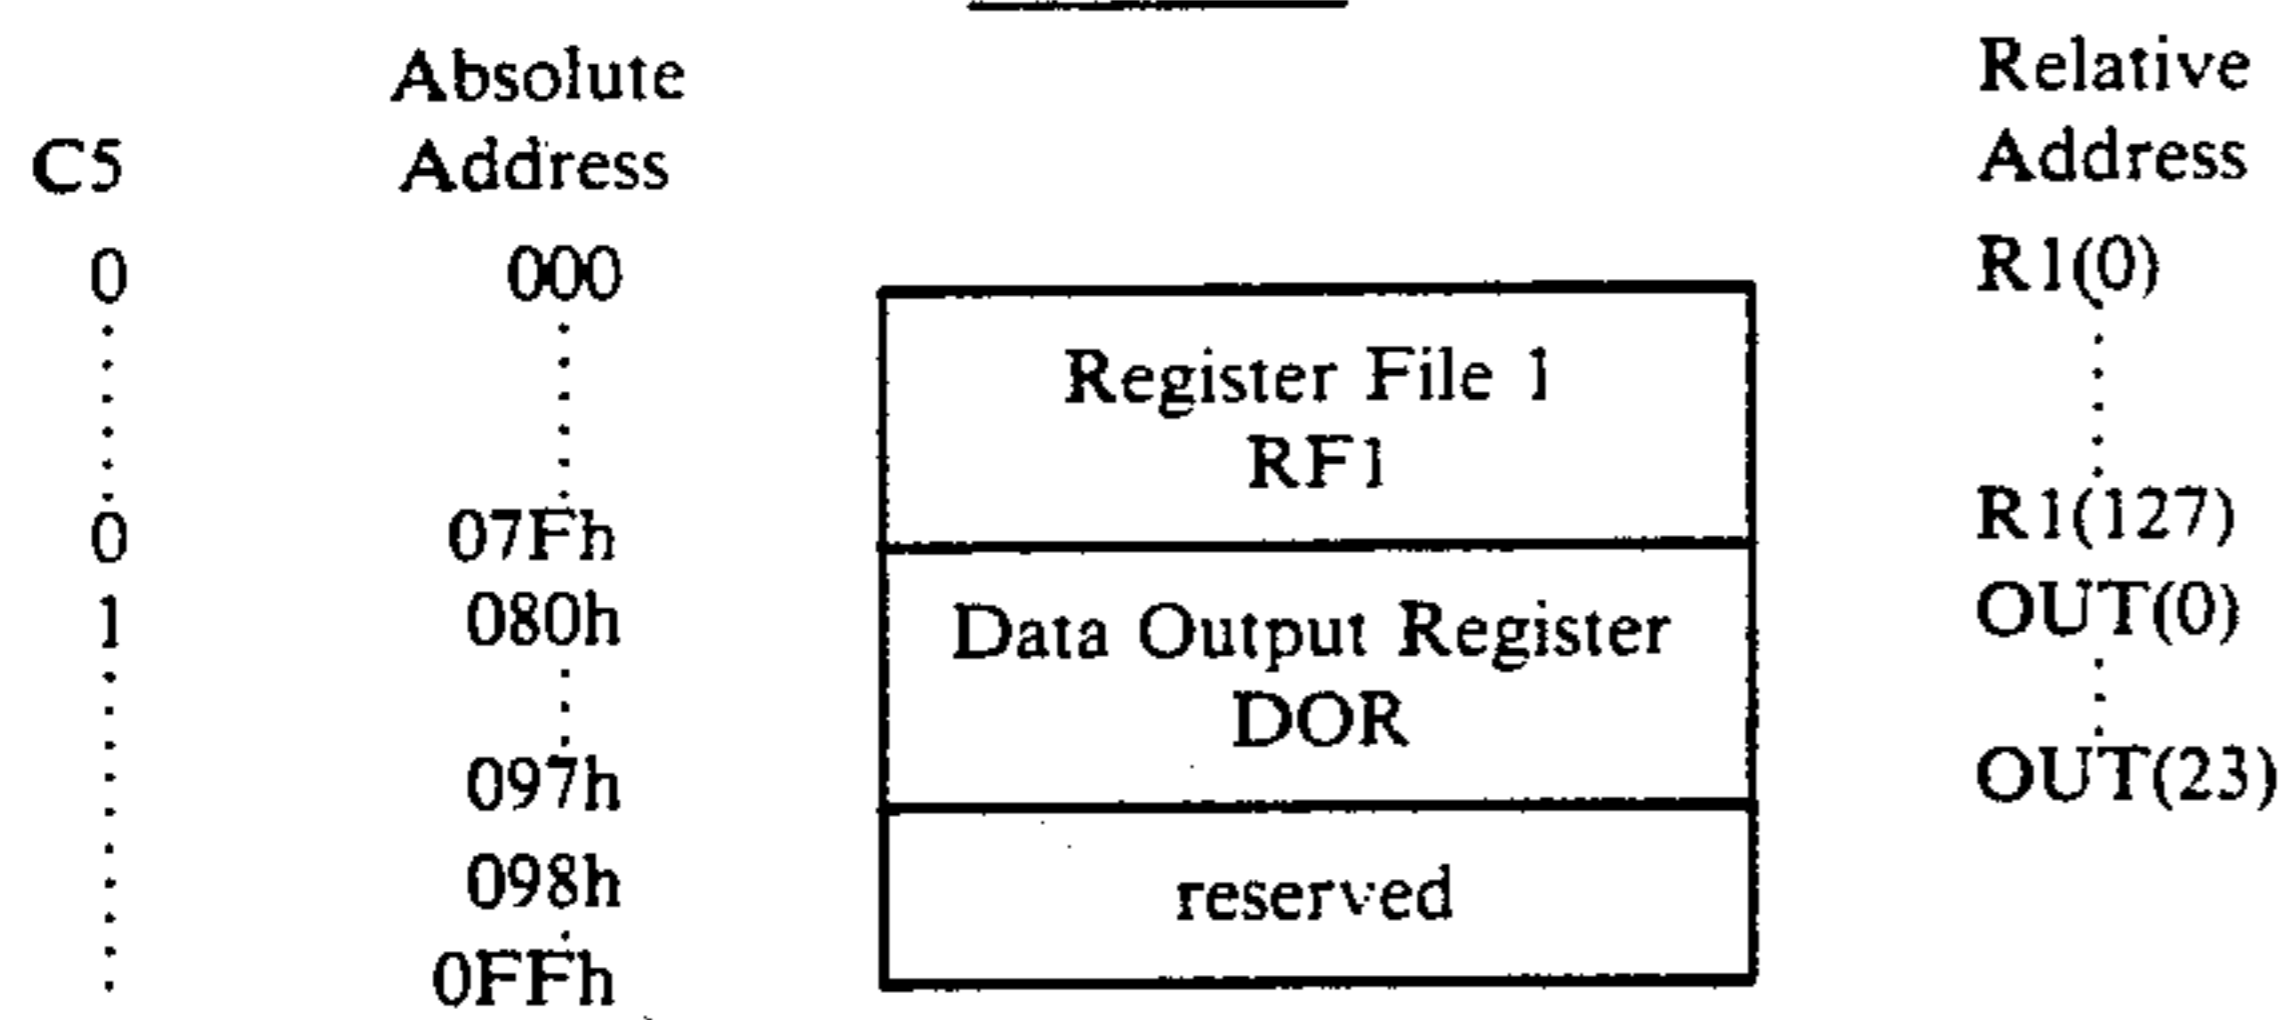 Absolute Relative
C5 Address Address
0 000 R1(0)
Register File 1
RF1
0 07Fh R1(127)
1 080h Data Output Register OUT(0)
DOR
097h OUT(23)
098h reserved
0FFh